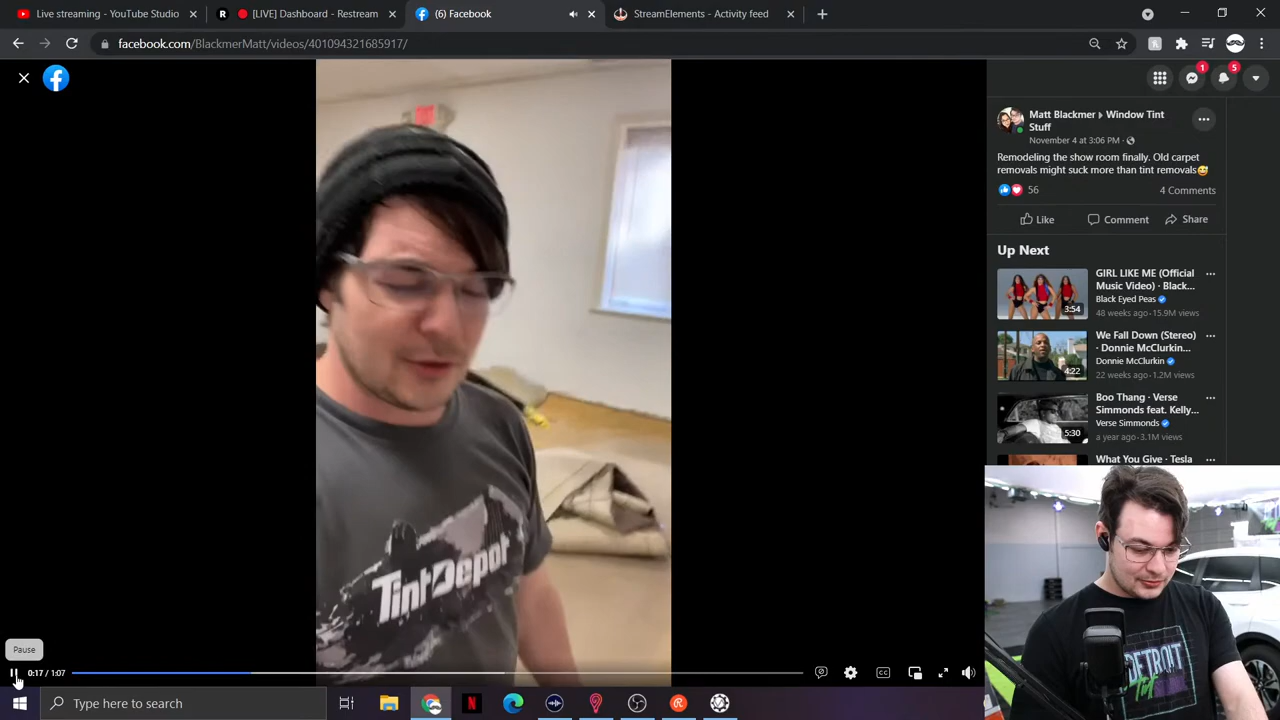 Live streaming - YouTube Studio
[LIVE] Dashboard - Restream
(6) Facebook
StreamElements - Activity feed
facebook.com/BlackmerMatt/videos/401094321685917/
1
5
Matt Blackmer
Window Tint
Stuff
November 4 at 3:06 PM
Remodeling the show room finally. Old carpet
removals might suck more than tint removals😅
56
4 Comments
Like
Comment
Share
Up Next
GIRL LIKE ME (Official
Music Video) · Black...
Black Eyed Peas
48 weeks ago · 15.9M views
3:54
We Fall Down (Stereo)
· Donnie McClurkin...
Donnie McClurkin
22 weeks ago · 1.2M views
4:22
Boo Thang · Verse
Simmonds feat. Kelly...
Verse Simmonds
a year ago · 3.1M views
5:30
What You Give · Tesla
TintDepot
DETROIT
Pause
0:17 / 1:07
CC
Type here to search